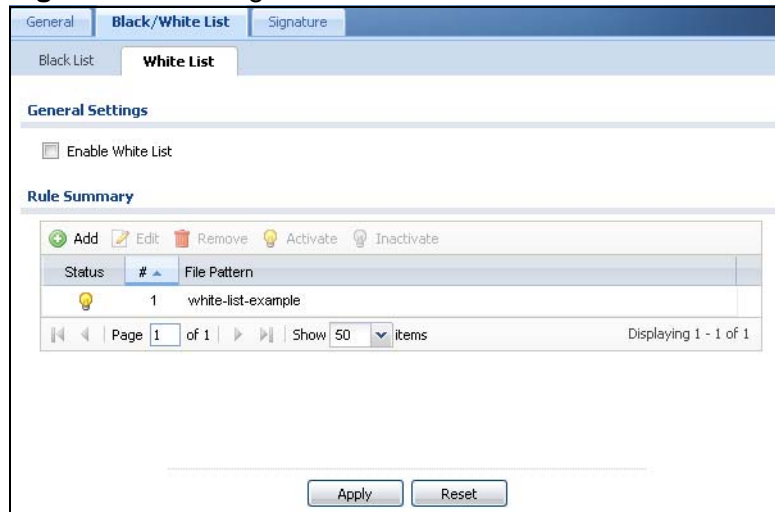 General Black/White List Signature
Black List White List
General Settings
Enable White List
Rule Summary
Add Edit Remove Activate Inactivate
Status # File Pattern
1 white-list-example
Page 1 of 1 Show 50 items Displaying 1 - 1 of 1
Apply Reset